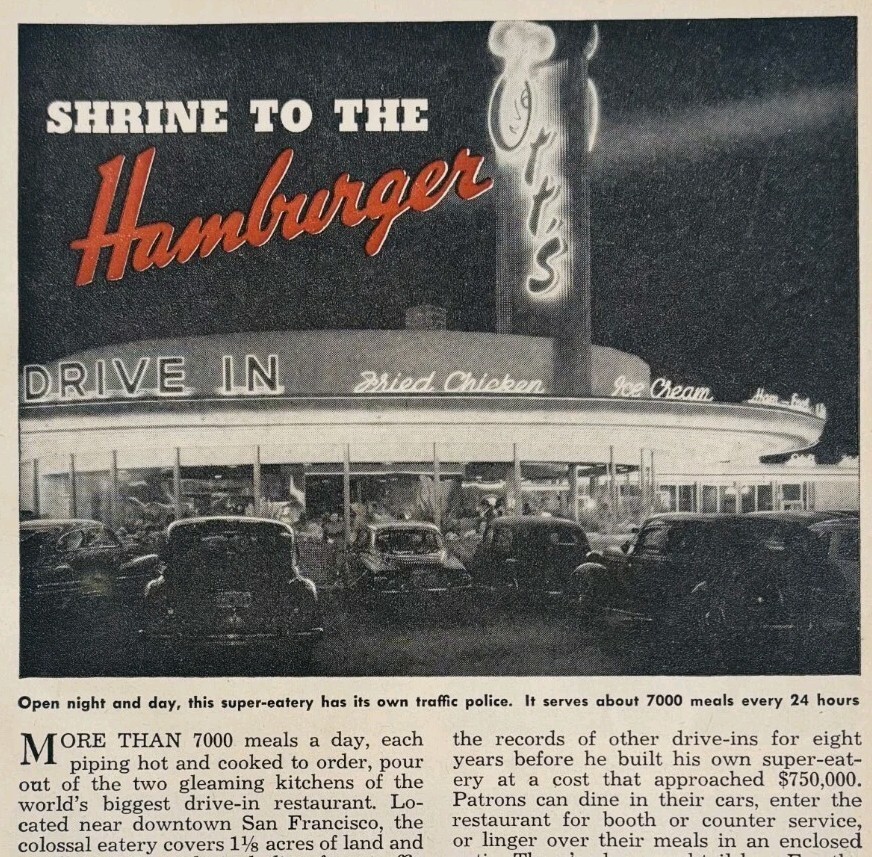 SHRINE TO THE
Hamburger
Ott's
DRIVE IN
Fried Chicken
Ice Cream
Open night and day, this super-eatery has its own traffic police. It serves about 7000 meals every 24 hours
MORE THAN 7000 meals a day, each
piping hot and cooked to order, pour
out of the two gleaming kitchens of the
world's biggest drive-in restaurant. Lo-
cated near downtown San Francisco, the
colossal eatery covers 1⅛ acres of land and
the records of other drive-ins for eight
years before he built his own super-eat-
ery at a cost that approached $750,000.
Patrons can dine in their cars, enter the
restaurant for booth or counter service,
or linger over their meals in an enclosed